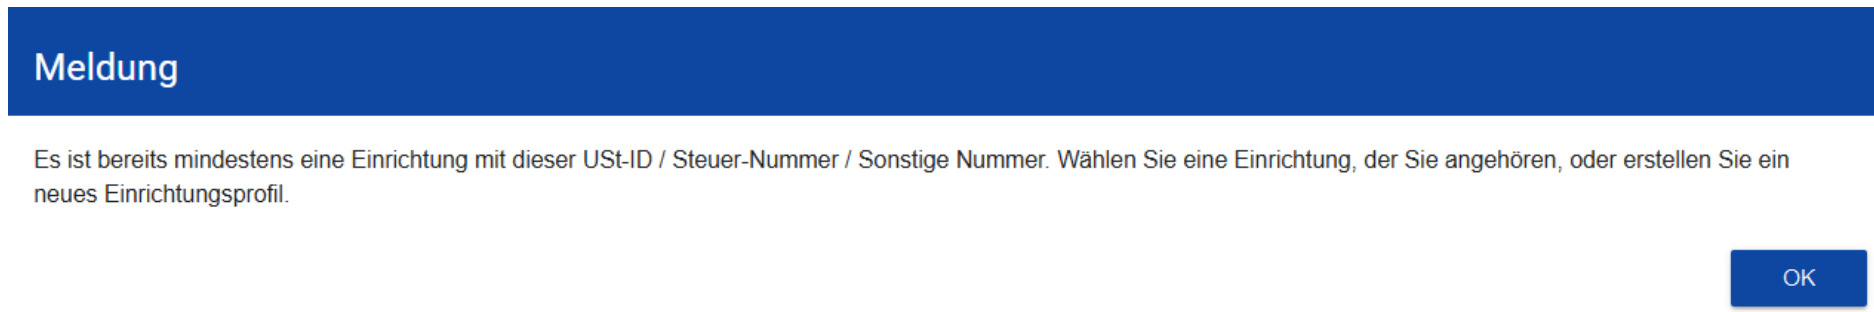 Meldung
Es ist bereits mindestens eine Einrichtung mit dieser USt-ID / Steuer-Nummer / Sonstige Nummer. Wählen Sie eine Einrichtung, der Sie angehören, oder erstellen Sie ein
neues Einrichtungsprofil.
OK